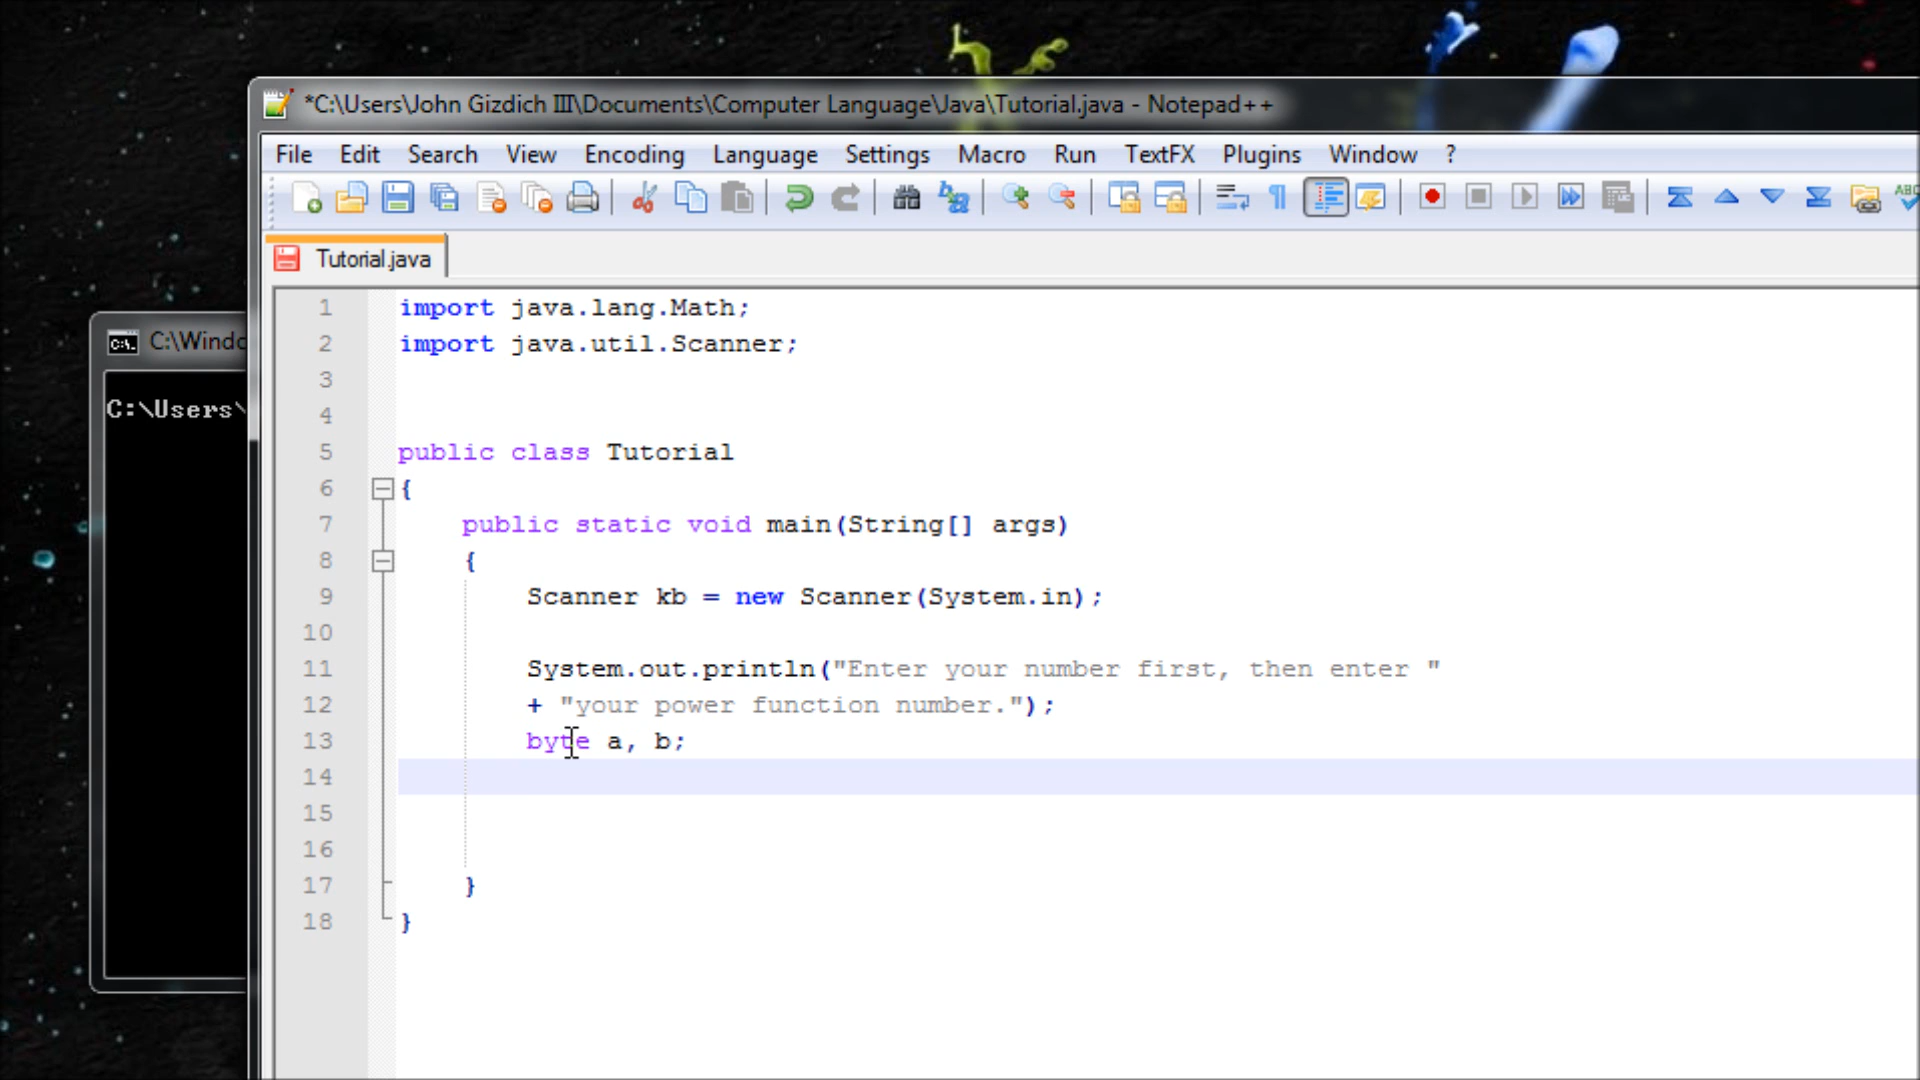 *C:\Users\John Gizdich III\Documents\Computer Language\Java\Tutorial.java - Notepad++
File Edit Search View Encoding Language Settings Macro Run TextFX Plugins Window ?
Tutorial.java
C:\Windo
C:\Users\
1 import java.lang.Math;
2 import java.util.Scanner;
3
4
5 public class Tutorial
6 {
7 public static void main(String[] args)
8 {
9 Scanner kb = new Scanner(System.in);
10
11 System.out.println("Enter your number first, then enter "
12 + "your power function number.");
13 byte a, b;
14
15
16
17 }
18 }